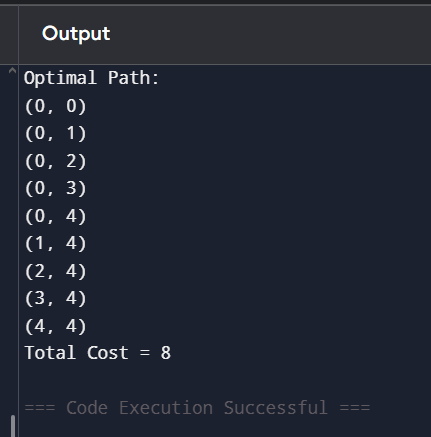 Output
Optimal Path:
(0, 0)
(0, 1)
(0, 2)
(0, 3)
(0, 4)
(1, 4)
(2, 4)
(3, 4)
(4, 4)
Total Cost = 8
=== Code Execution Successful ===